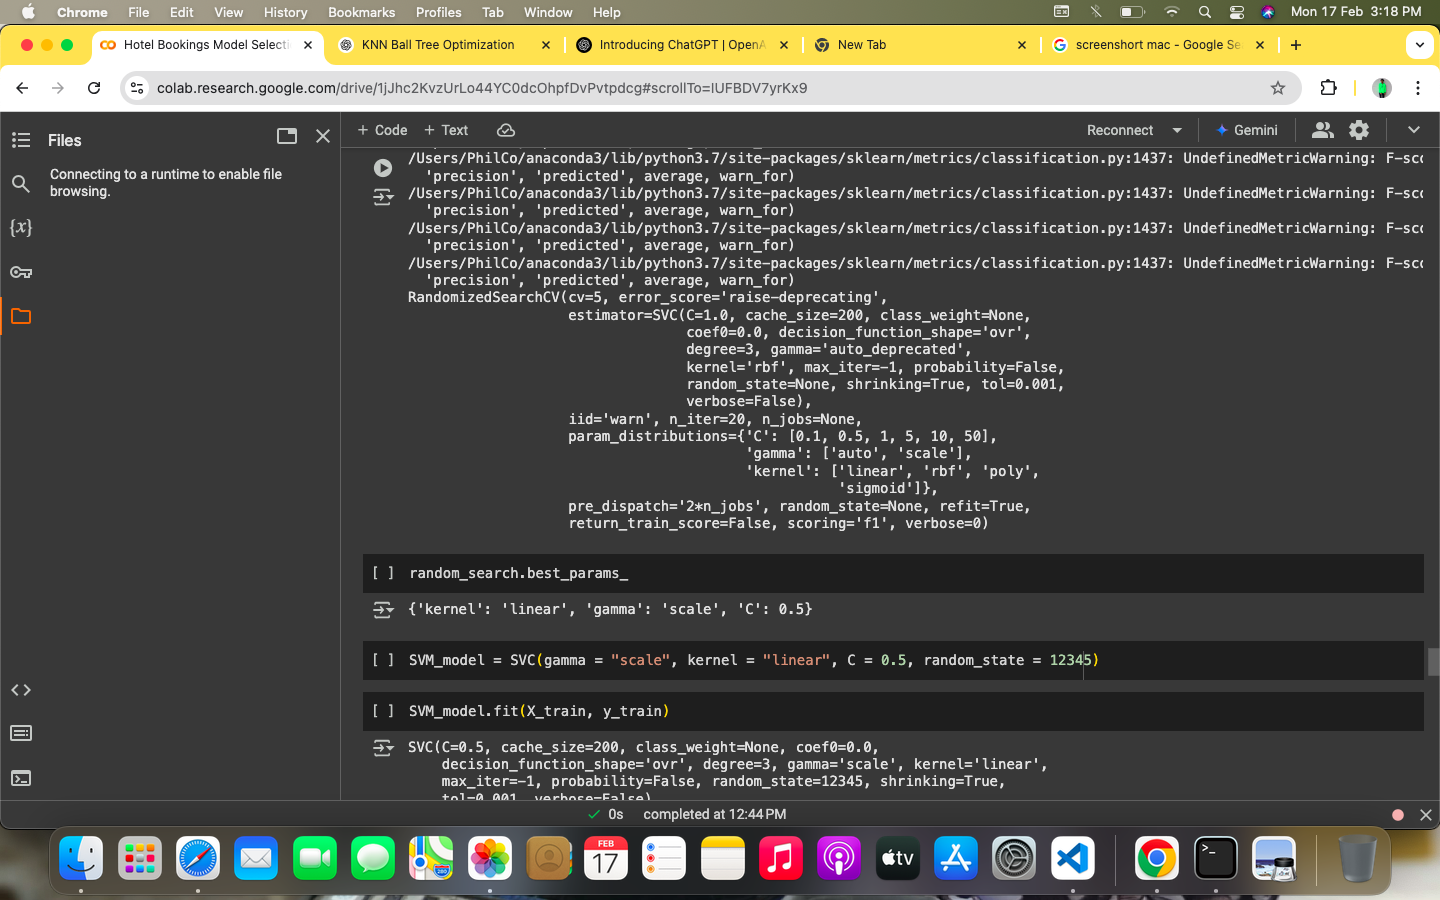 Chrome File Edit View History Bookmarks Profiles Tab Window Help Mon 17 Feb 3:18 PM
Hotel Bookings Model Selecti KNN Ball Tree Optimization Introducing ChatGPT | OpenA New Tab screenshort mac - Google Se
colab.research.google.com/drive/1jJhc2KvzUrLo44YC0dcOhpfDvPvtpdcg#scrollTo=IUFBDV7yrKx9
Files
+ Code + Text Reconnect Gemini
Connecting to a runtime to enable file
browsing.
/Users/PhilCo/anaconda3/lib/python3.7/site-packages/sklearn/metrics/classification.py:1437: UndefinedMetricWarning: F-sco
'precision', 'predicted', average, warn_for)
/Users/PhilCo/anaconda3/lib/python3.7/site-packages/sklearn/metrics/classification.py:1437: UndefinedMetricWarning: F-sco
'precision', 'predicted', average, warn_for)
/Users/PhilCo/anaconda3/lib/python3.7/site-packages/sklearn/metrics/classification.py:1437: UndefinedMetricWarning: F-sco
'precision', 'predicted', average, warn_for)
/Users/PhilCo/anaconda3/lib/python3.7/site-packages/sklearn/metrics/classification.py:1437: UndefinedMetricWarning: F-sco
'precision', 'predicted', average, warn_for)
RandomizedSearchCV(cv=5, error_score='raise-deprecating',
estimator=SVC(C=1.0, cache_size=200, class_weight=None,
coef0=0.0, decision_function_shape='ovr',
degree=3, gamma='auto_deprecated',
kernel='rbf', max_iter=-1, probability=False,
random_state=None, shrinking=True, tol=0.001,
verbose=False),
iid='warn', n_iter=20, n_jobs=None,
param_distributions={'C': [0.1, 0.5, 1, 5, 10, 50],
'gamma': ['auto', 'scale'],
'kernel': ['linear', 'rbf', 'poly',
'sigmoid']},
pre_dispatch='2*n_jobs', random_state=None, refit=True,
return_train_score=False, scoring='f1', verbose=0)
[ ] random_search.best_params_
{'kernel': 'linear', 'gamma': 'scale', 'C': 0.5}
[ ] SVM_model = SVC(gamma = "scale", kernel = "linear", C = 0.5, random_state = 12345)
[ ] SVM_model.fit(X_train, y_train)
SVC(C=0.5, cache_size=200, class_weight=None, coef0=0.0,
decision_function_shape='ovr', degree=3, gamma='scale', kernel='linear',
max_iter=-1, probability=False, random_state=12345, shrinking=True,
tol=0.001, verbose=False)
0s completed at 12:44 PM
FEB
17
tv
280